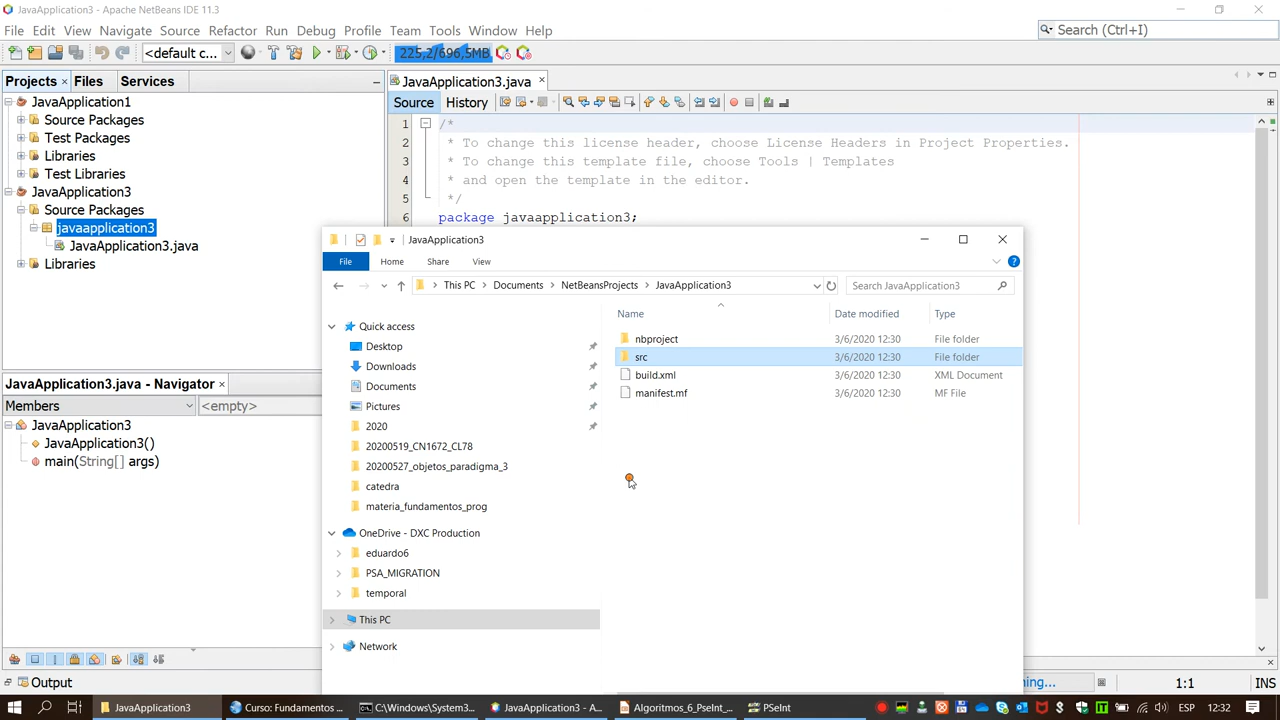 JavaApplication3 - Apache NetBeans IDE 11.3
File Edit View Navigate Source Refactor Run Debug Profile Team Tools Window Help
Search (Ctrl+I)
<default c...
225,2/696,5MB
Projects Files Services
JavaApplication3.java
JavaApplication1
Source Packages
Test Packages
Libraries
Test Libraries
JavaApplication3
Source Packages
javaapplication3
JavaApplication3.java
Libraries
Source History
1 /*
2 * To change this license header, choose License Headers in Project Properties.
3 * To change this template file, choose Tools | Templates
4 * and open the template in the editor.
5 */
6 package javaapplication3;
JavaApplication3.java - Navigator
Members <empty>
JavaApplication3
JavaApplication3()
main(String[] args)
Output
JavaApplication3
File Home Share View
This PC Documents NetBeansProjects JavaApplication3
Search JavaApplication3
Name Date modified Type
nbproject 3/6/2020 12:30 File folder
src 3/6/2020 12:30 File folder
build.xml 3/6/2020 12:30 XML Document
manifest.mf 3/6/2020 12:30 MF File
Quick access
Desktop
Downloads
Documents
Pictures
2020
20200519_CN1672_CL78
20200527_objetos_paradigma_3
catedra
materia_fundamentos_prog
OneDrive - DXC Production
eduardo6
PSA_MIGRATION
temporal
This PC
Network
1:1 INS
JavaApplication3
Curso: Fundamentos ...
C:\Windows\System3...
JavaApplication3 - A...
Algoritmos_6_PseInt_...
PSeInt
ESP 12:32